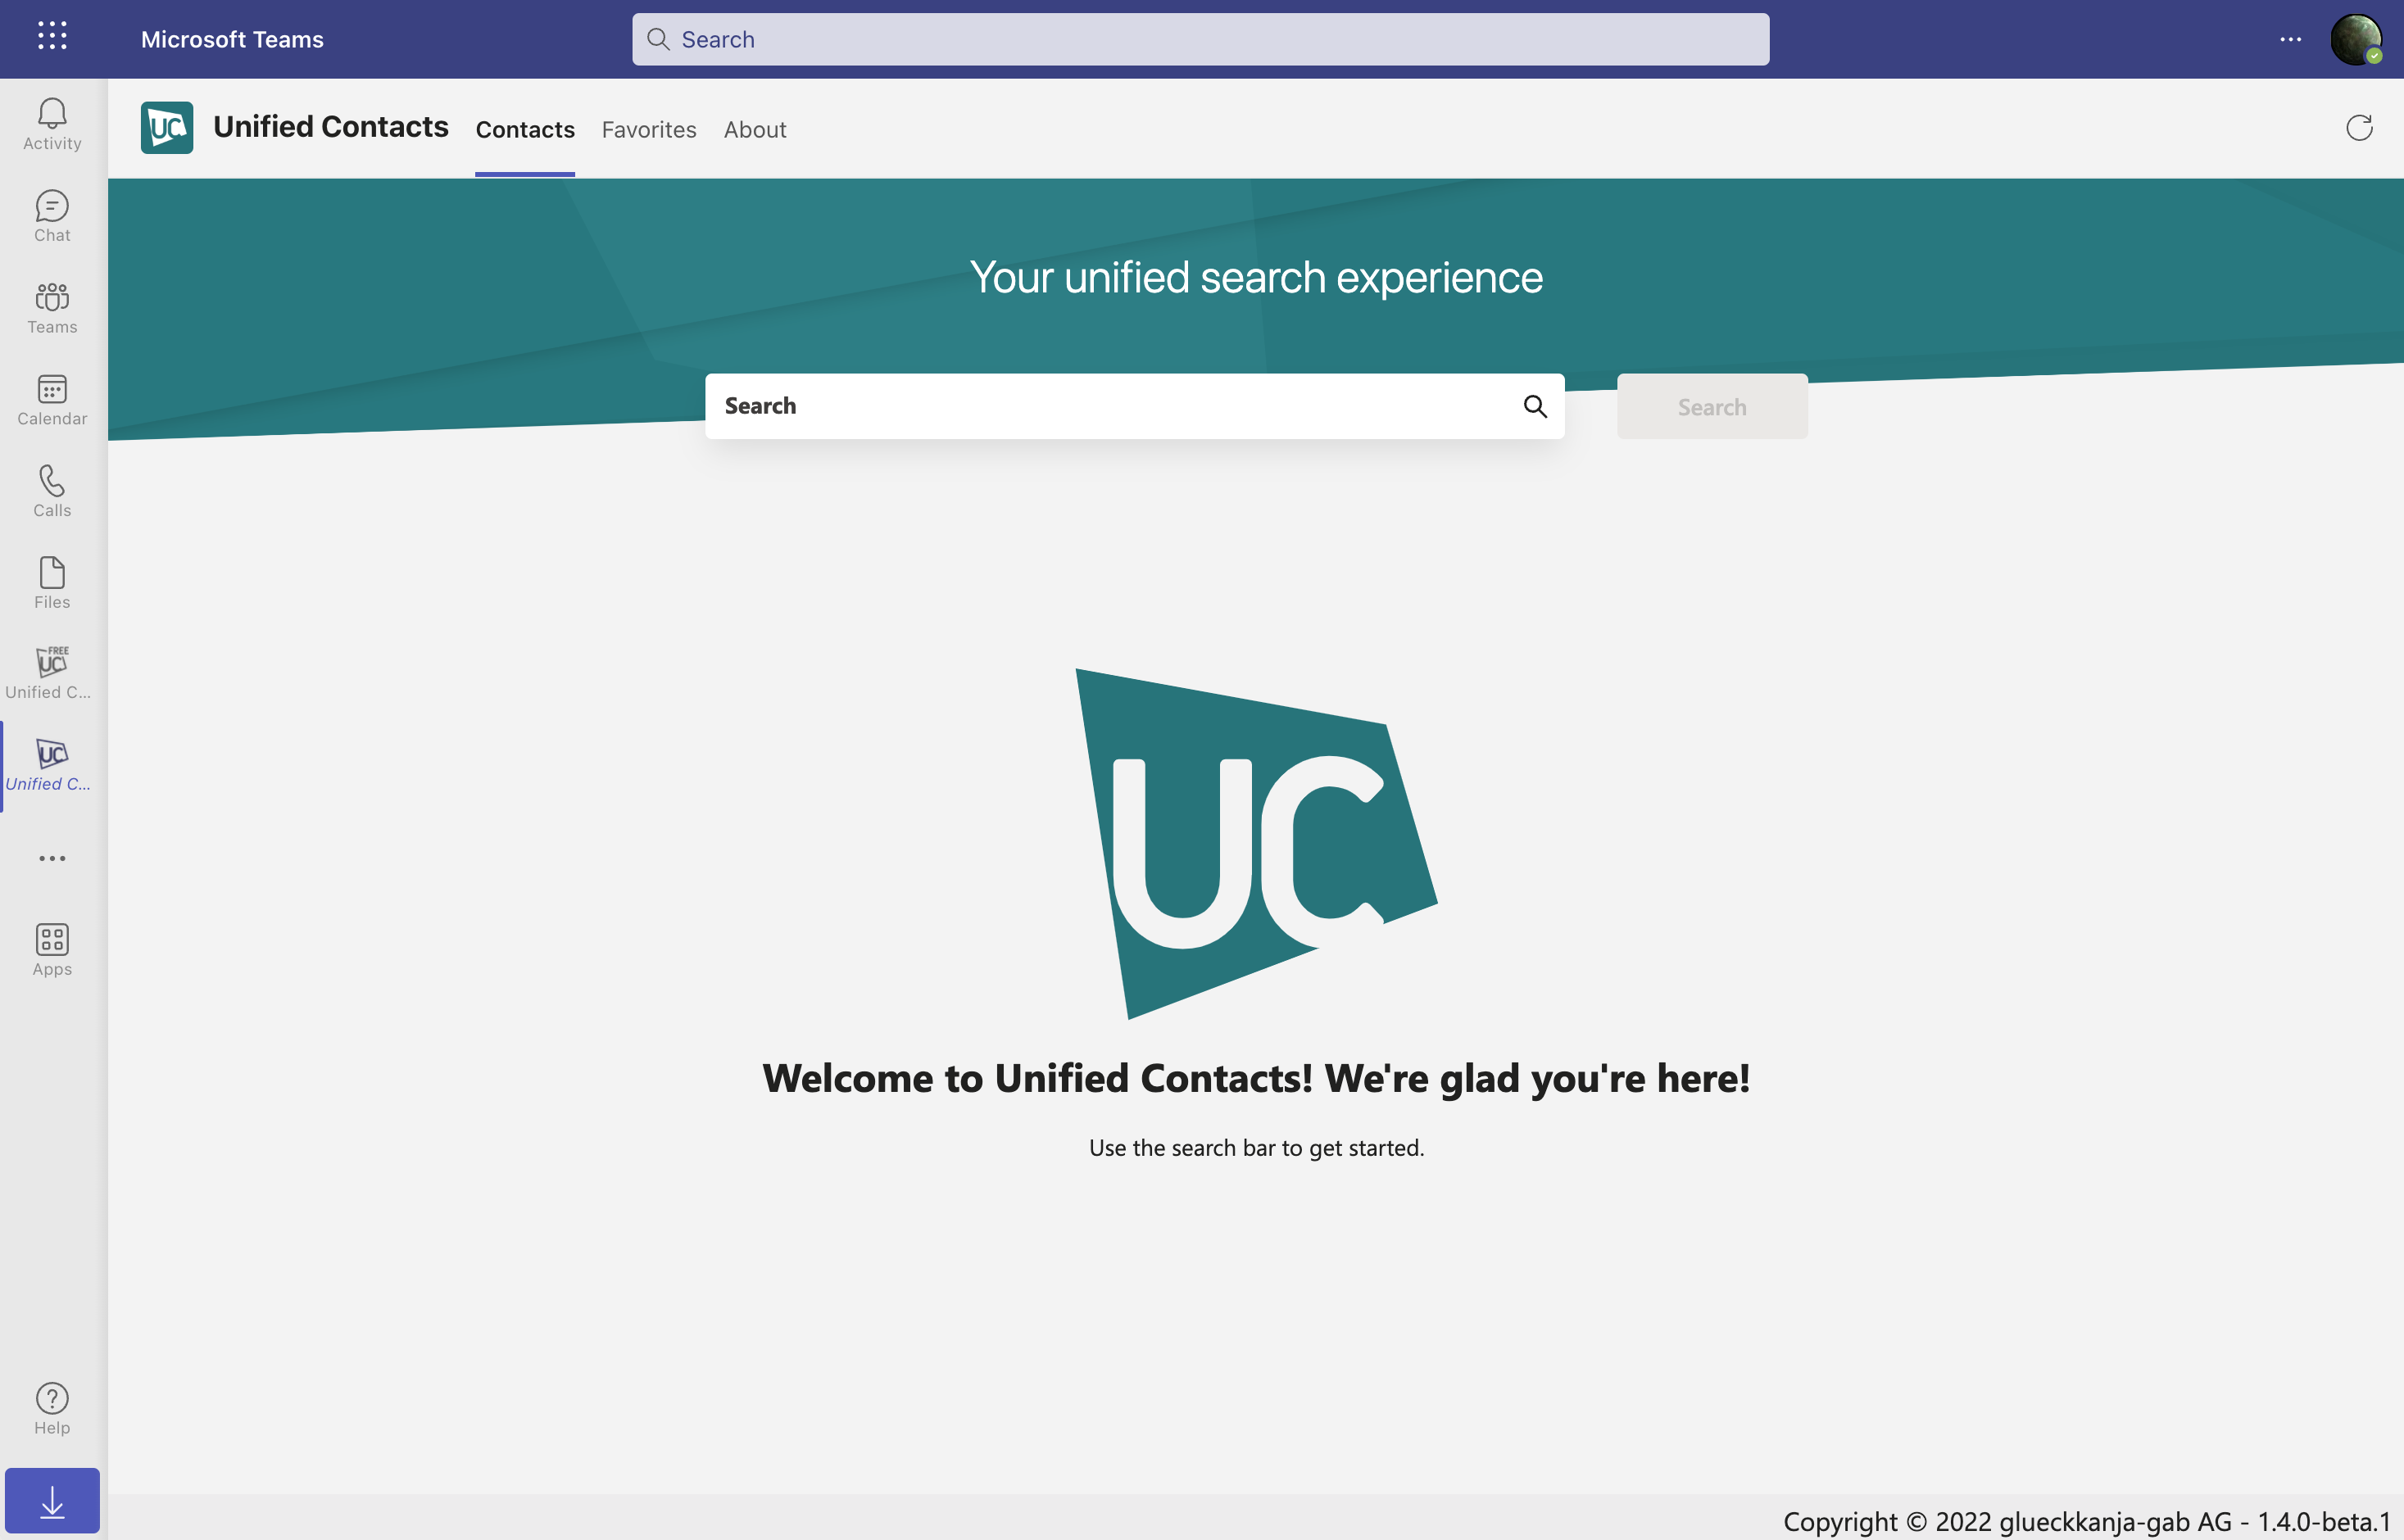 Microsoft Teams
Search
Activity
Chat
Teams
Calendar
Calls
Files
FREE
UC
Unified C...
UC
Unified C...
Apps
Help
UC
Unified Contacts
Contacts
Favorites
About
Your unified search experience
Search
Search
UC
Welcome to Unified Contacts! We're glad you're here!
Use the search bar to get started.
Copyright © 2022 glueckkanja-gab AG - 1.4.0-beta.1